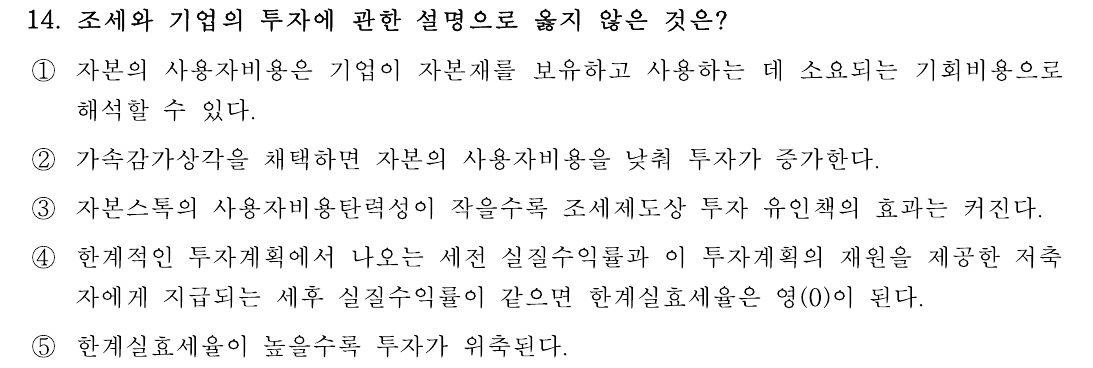 14. 조세와 기업의 투자에 관한 설명으로 옳지 않은 것은?
① 자본의 사용자비용은 기업이 자본재를 보유하고 사용하는 데 소요되는 기회비용으로
해석할 수 있다.
② 가속감가상각을 채택하면 자본의 사용자비용을 낮춰 투자가 증가한다.
③ 자본스톡의 사용자비용탄력성이 작을수록 조세제도상 투자 유인책의 효과는 커진다.
④ 한계적인 투자계획에서 나오는 세전 실질수익률과 이 투자계획의 재원을 제공한 저축
자에게 지급되는 세후 실질수익률이 같으면 한계실효세율은 영(0)이 된다.
⑤ 한계실효세율이 높을수록 투자가 위축된다.